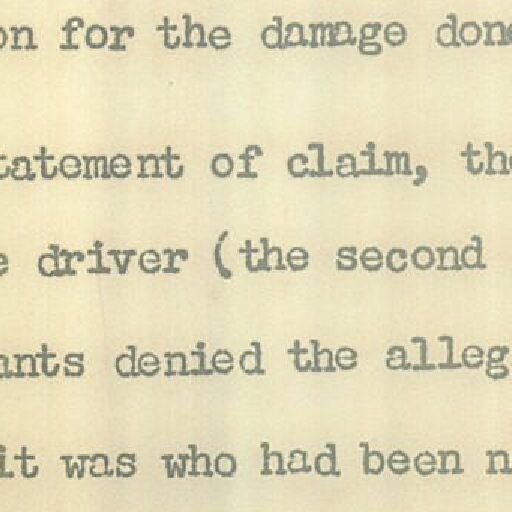 on for the damage done
tatement of claim, the
e driver (the second
ants denied the alleg
it was who had been n